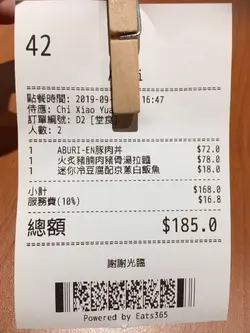 42
點餐時間: 2019-09- 16:47
侍應: Chi Xiao Yua
訂單編號: D2 [堂食]
人數: 2
1 ABURI-EN豚肉丼 $72.0
1 火炙豬腩肉豬骨湯拉麵 $78.0
1 迷你冷豆腐配京蔥白飯魚 $18.0
小計 $168.0
服務費(10%) $16.8
總額 $185.0
謝謝光臨
Powered by Eats365